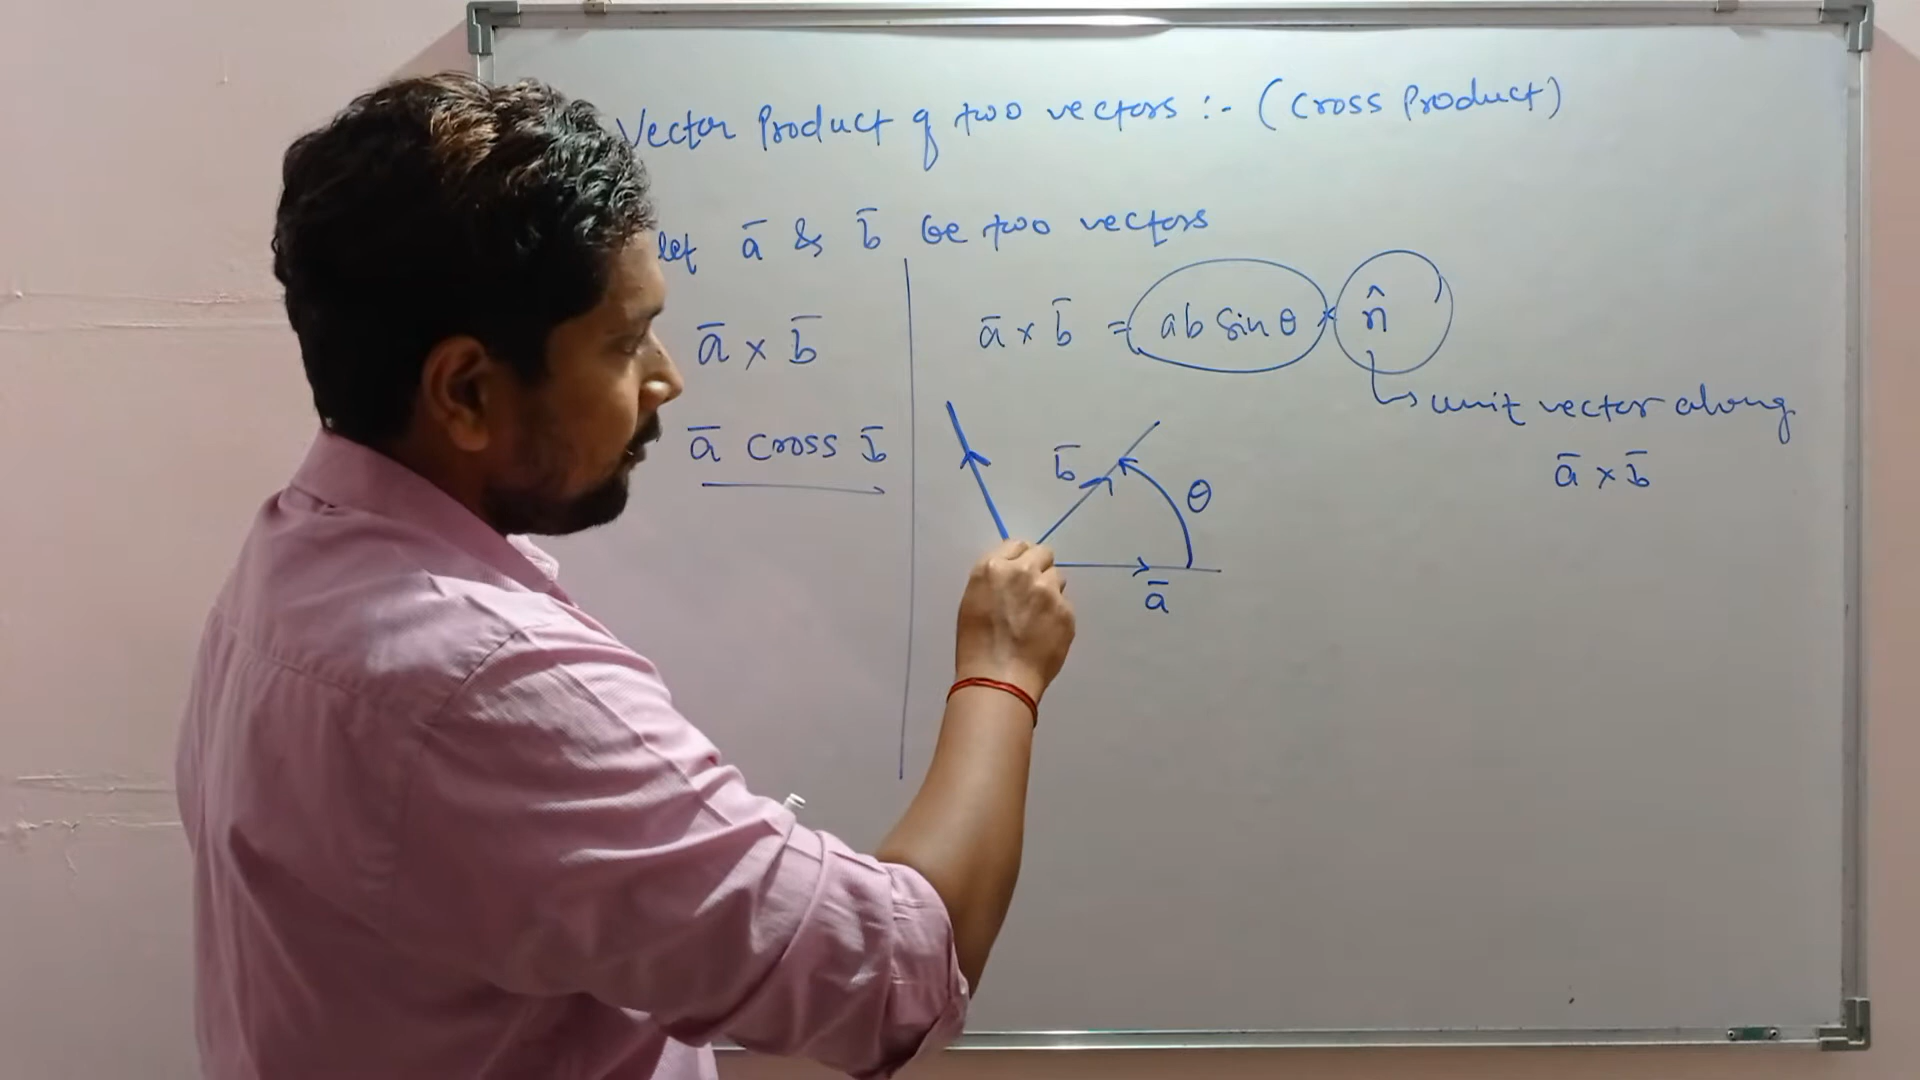 Vector Product of two vectors :- (Cross Product)
let a̅ & b̅ be two vectors
a̅ × b̅
a̅ cross b̅
a̅ × b̅ = ab sin θ × n̂
unit vector along
a̅ × b̅
b̅
θ
a̅